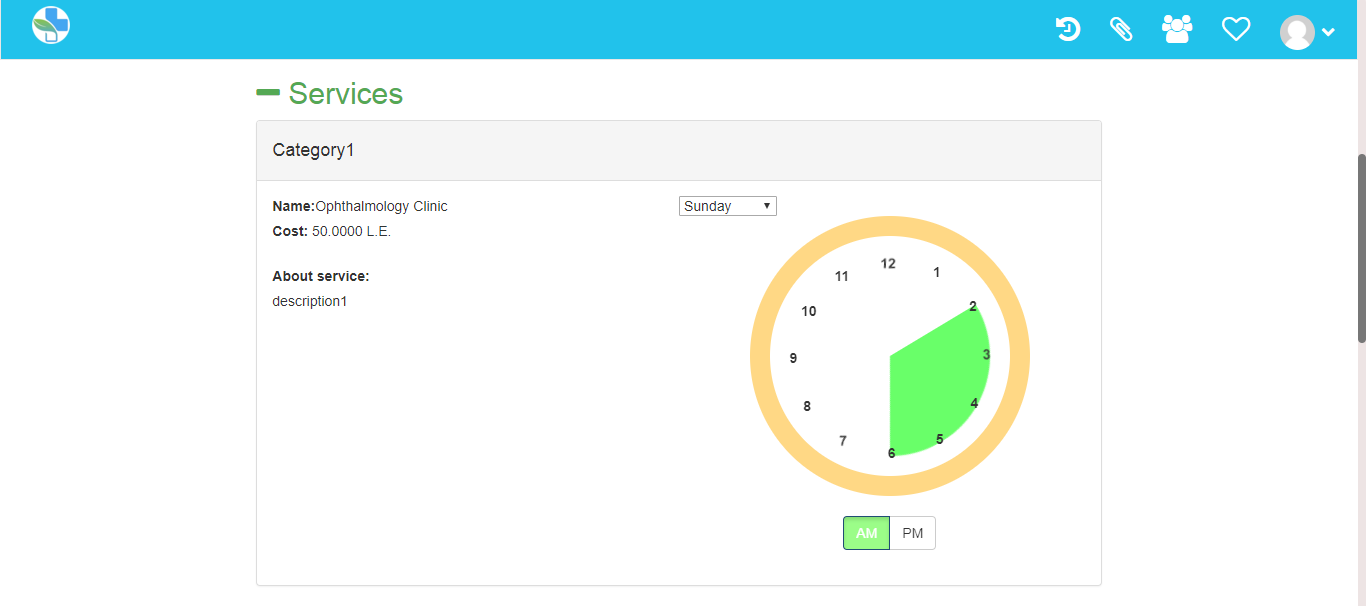 Services
Category1
Name:Ophthalmology Clinic
Cost: 50.0000 L.E.
About service:
description1
Sunday
12
1
2
3
4
5
6
7
8
9
10
11
AM
PM